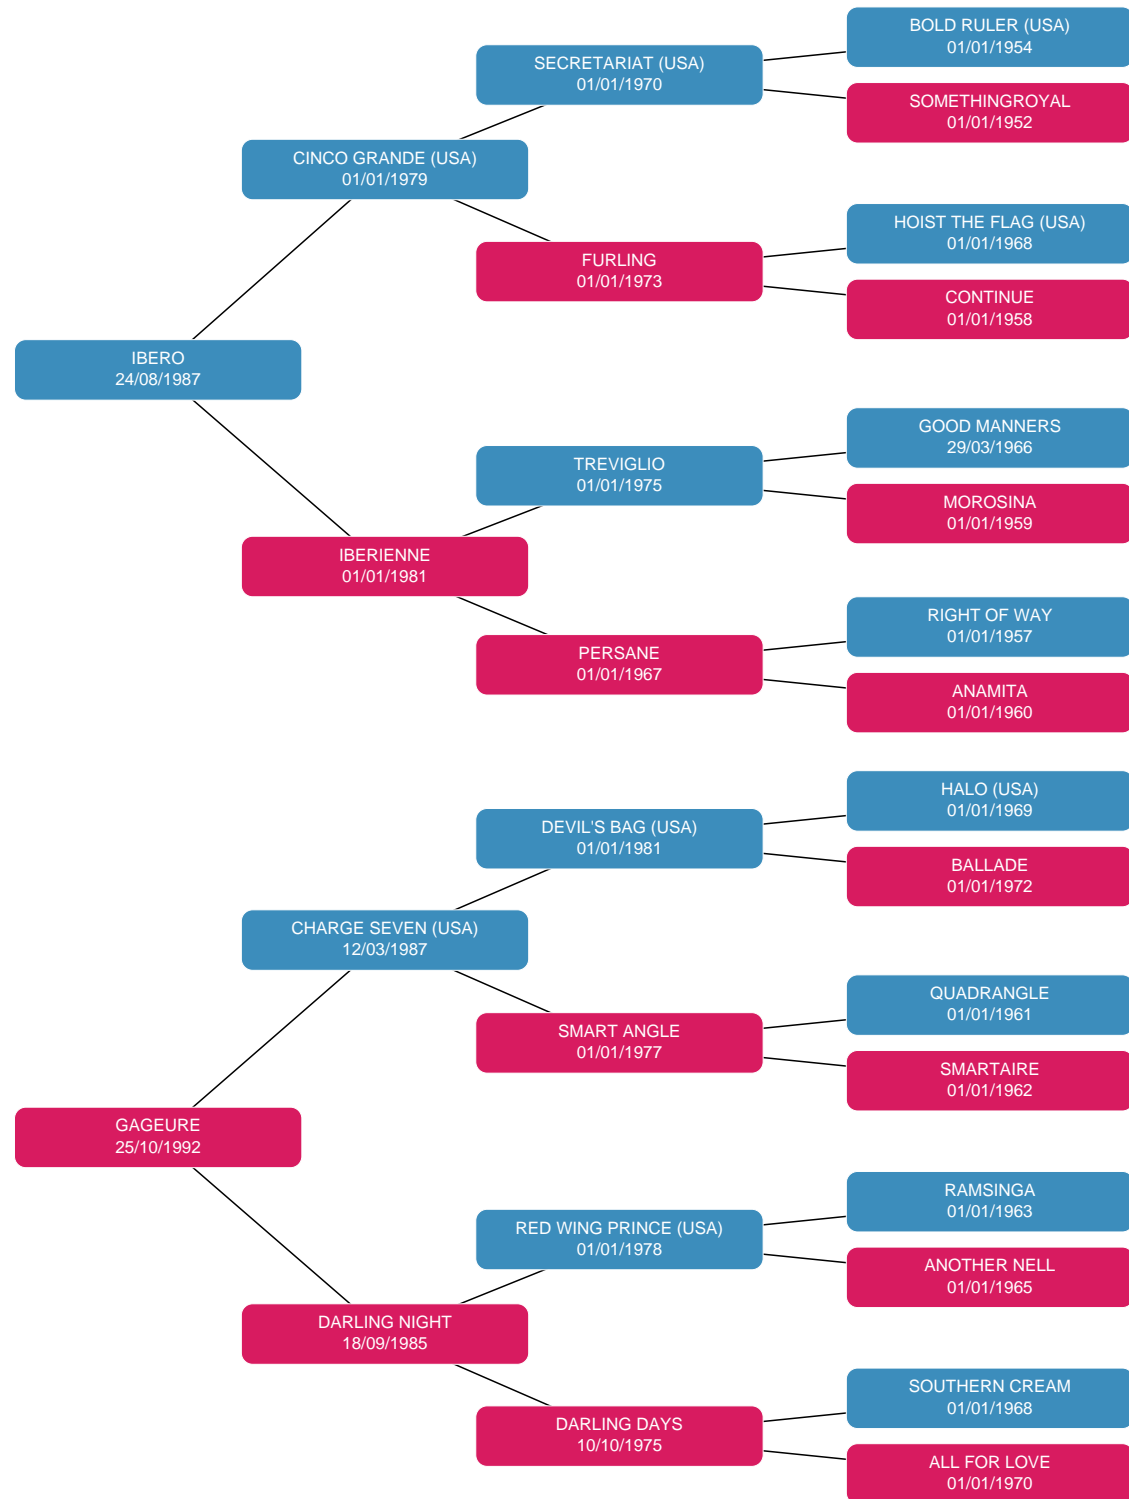 BOLD RULER (USA)
01/01/1954
SECRETARIAT (USA)
01/01/1970
SOMETHINGROYAL
01/01/1952
CINCO GRANDE (USA)
01/01/1979
HOIST THE FLAG (USA)
01/01/1968
FURLING
01/01/1973
CONTINUE
01/01/1958
IBERO
24/08/1987
GOOD MANNERS
29/03/1966
TREVIGLIO
01/01/1975
MOROSINA
01/01/1959
IBERIENNE
01/01/1981
RIGHT OF WAY
01/01/1957
PERSANE
01/01/1967
ANAMITA
01/01/1960
HALO (USA)
01/01/1969
DEVIL'S BAG (USA)
01/01/1981
BALLADE
01/01/1972
CHARGE SEVEN (USA)
12/03/1987
QUADRANGLE
01/01/1961
SMART ANGLE
01/01/1977
SMARTAIRE
01/01/1962
GAGEURE
25/10/1992
RAMSINGA
01/01/1963
RED WING PRINCE (USA)
01/01/1978
ANOTHER NELL
01/01/1965
DARLING NIGHT
18/09/1985
SOUTHERN CREAM
01/01/1968
DARLING DAYS
10/10/1975
ALL FOR LOVE
01/01/1970